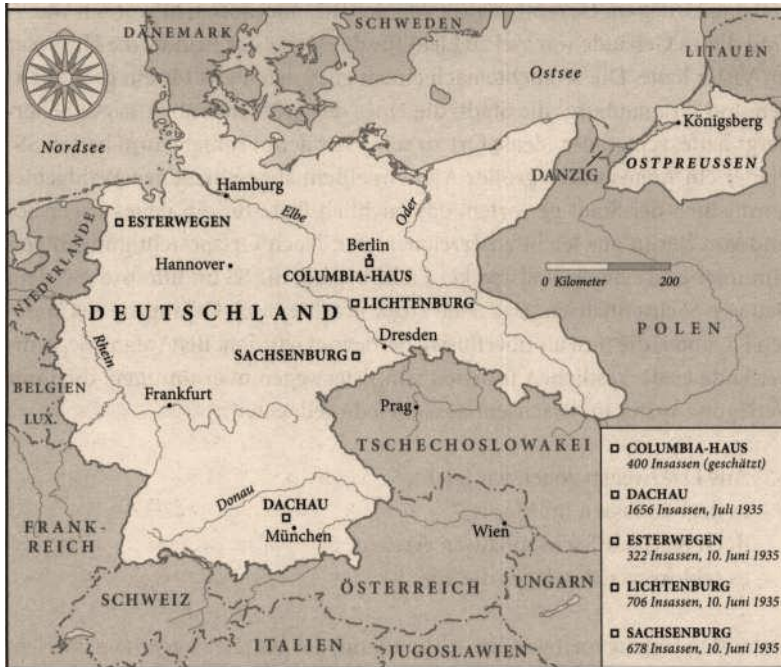 DÄNEMARK
SCHWEDEN
LITAUEN
Ostsee
Nordsee
Königsberg
OSTPREUSSEN
DANZIG
Hamburg
ESTERWEGEN
Elbe
Oder
NIEDERLANDE
Berlin
Hannover
COLUMBIA-HAUS
0 Kilometer 200
LICHTENBURG
DEUTSCHLAND
POLEN
Rhein
Dresden
SACHSENBURG
BELGIEN
Frankfurt
LUX.
Prag
TSCHECHOSLOWAKEI
Donau
DACHAU
München
Wien
FRANK-
REICH
ÖSTERREICH
UNGARN
SCHWEIZ
ITALIEN
JUGOSLAWIEN
COLUMBIA-HAUS
400 Insassen (geschätzt)
DACHAU
1656 Insassen, Juli 1935
ESTERWEGEN
322 Insassen, 10. Juni 1935
LICHTENBURG
706 Insassen, 10. Juni 1935
SACHSENBURG
678 Insassen, 10. Juni 1935